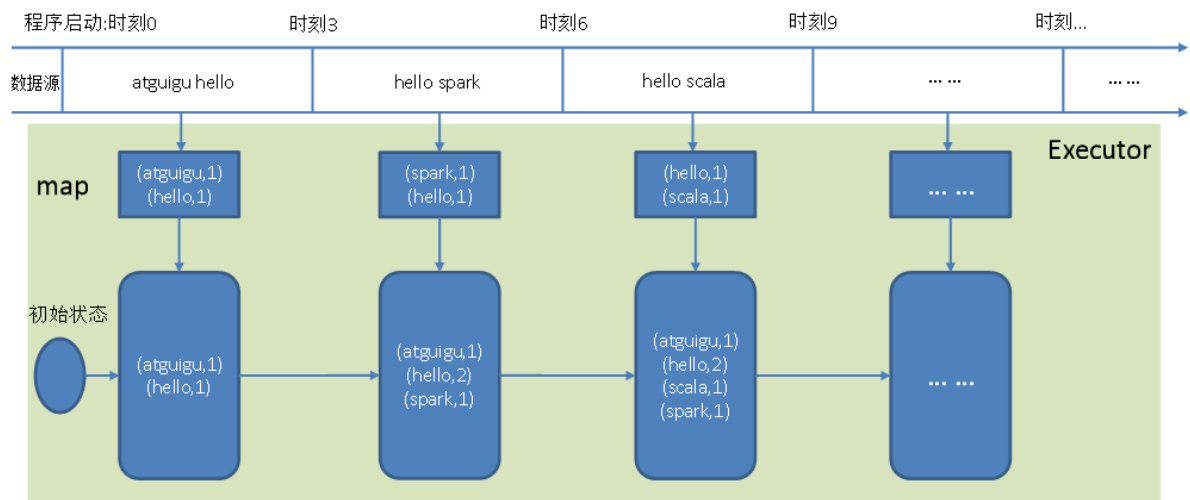 程序启动:时刻0 时刻3 时刻6 时刻9 时刻...
数据源 atguigu hello hello spark hello scala ... ... ... ...
Executor
map
(atguigu,1)
(hello,1)
(spark,1)
(hello,1)
(hello,1)
(scala,1)
... ...
初始状态
(atguigu,1)
(hello,1)
(atguigu,1)
(hello,2)
(spark,1)
(atguigu,1)
(hello,2)
(scala,1)
(spark,1)
... ...